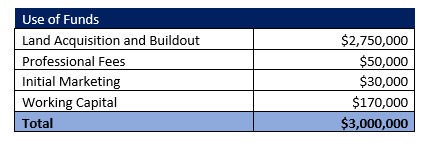 Use of Funds
Land Acquisition and Buildout $2,750,000
Professional Fees $50,000
Initial Marketing $30,000
Working Capital $170,000
Total $3,000,000